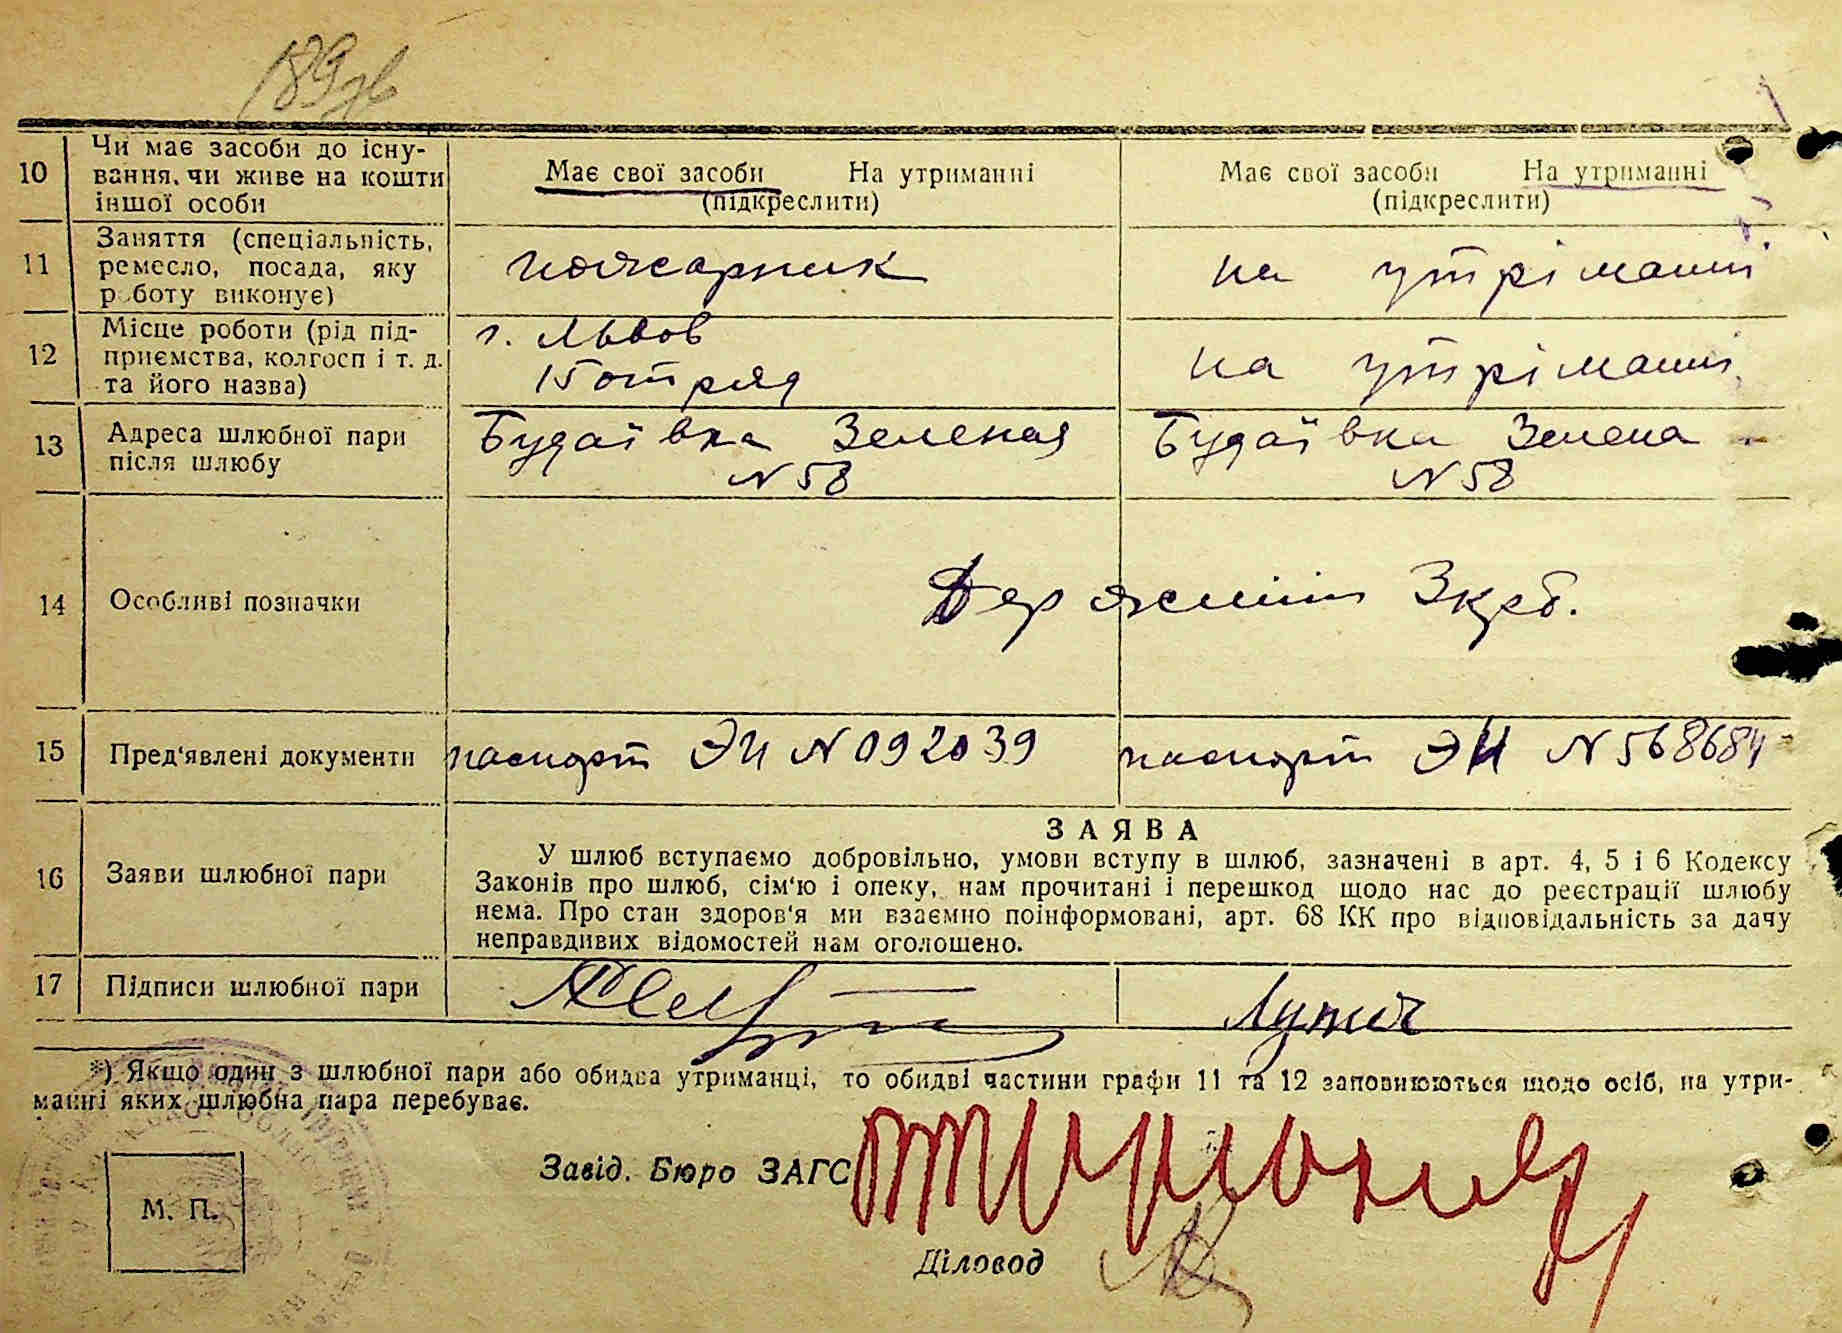 189зв
10 Чи має засоби до існу-
вання, чи живе на кошти
іншої особи
Має свої засоби На утриманні
(підкреслити)
Має свої засоби На утриманні
(підкреслити)
11 Заняття (спеціальність,
ремесло, посада, яку
роботу виконує)
пожарник
на утріманні
12 Місце роботи (рід під-
приємства, колгосп і т. д.
та його назва)
г. Львов
15 отряд
на утріманні
13 Адреса шлюбної пари
після шлюбу
Будаївка Зеленая
N 58
Будаївка Зелена
N 58
14 Особливі позначки
15 Пред'явлені документи
паспорт ЭИ N 092039
паспорт ЭИ N 568684
16 Заяви шлюбної пари
ЗАЯВА
У шлюб вступаємо добровільно, умови вступу в шлюб, зазначені в арт. 4, 5 і 6 Кодексу
Законів про шлюб, сім'ю і опеку, нам прочитані і перешкод щодо нас до реєстрації шлюбу
нема. Про стан здоров'я ми взаємно поінформовані, арт. 68 КК про відповідальність за дачу
неправдивих відомостей нам оголошено.
17 Підписи шлюбної пари
*) Якщо один з шлюбної пари або обидва утриманці, то обидві частини графи 11 та 12 заповнюються щодо осіб, на утри-
манні яких шлюбна пара перебуває.
Завід. Бюро ЗАГС
М. П.
Діловод